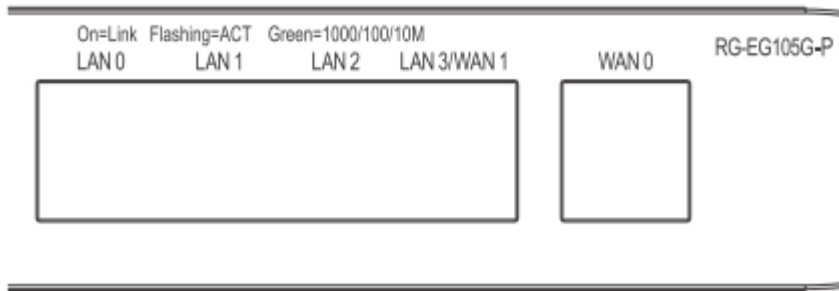 On=Link Flashing=ACT Green=1000/100/10M
LAN 0 LAN 1 LAN 2 LAN 3/WAN 1 WAN 0
RG-EG105G-P